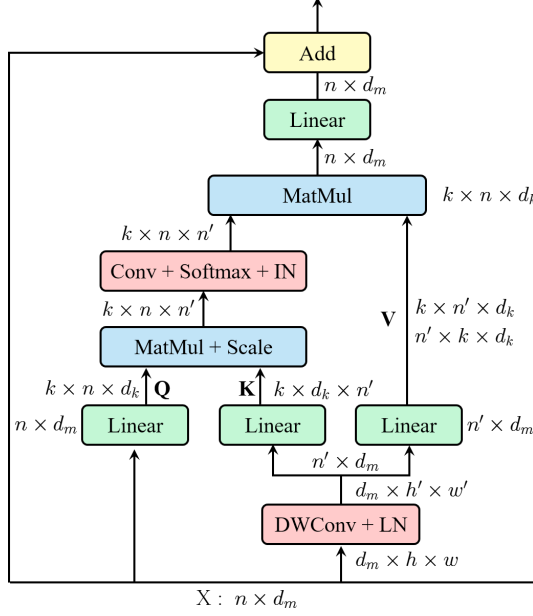 Add
n × d_m
Linear
n × d_m
MatMul
k × n × d_k
k × n × n′
Conv + Softmax + IN
k × n × n′
MatMul + Scale
V
k × n′ × d_k
n′ × k × d_k
k × n × d_k
Q
K
k × d_k × n′
n × d_m
Linear
Linear
Linear
n′ × d_m
n′ × d_m
d_m × h′ × w′
DWConv + LN
d_m × h × w
X : n × d_m